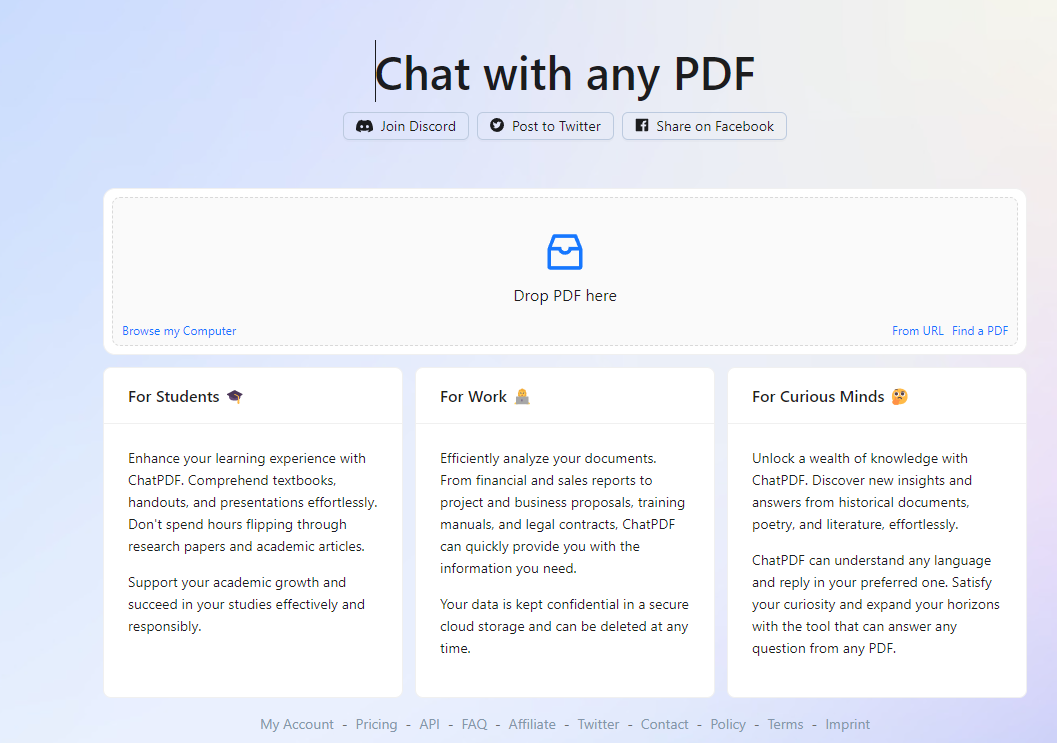 Chat with any PDF
Join Discord
Post to Twitter
Share on Facebook
Drop PDF here
Browse my Computer
From URL Find a PDF
For Students 🎓
Enhance your learning experience with
ChatPDF. Comprehend textbooks,
handouts, and presentations effortlessly.
Don't spend hours flipping through
research papers and academic articles.
Support your academic growth and
succeed in your studies effectively and
responsibly.
For Work 🧑‍💻
Efficiently analyze your documents.
From financial and sales reports to
project and business proposals, training
manuals, and legal contracts, ChatPDF
can quickly provide you with the
information you need.
Your data is kept confidential in a secure
cloud storage and can be deleted at any
time.
For Curious Minds 🤔
Unlock a wealth of knowledge with
ChatPDF. Discover new insights and
answers from historical documents,
poetry, and literature, effortlessly.
ChatPDF can understand any language
and reply in your preferred one. Satisfy
your curiosity and expand your horizons
with the tool that can answer any
question from any PDF.
My Account - Pricing - API - FAQ - Affiliate - Twitter - Contact - Policy - Terms - Imprint